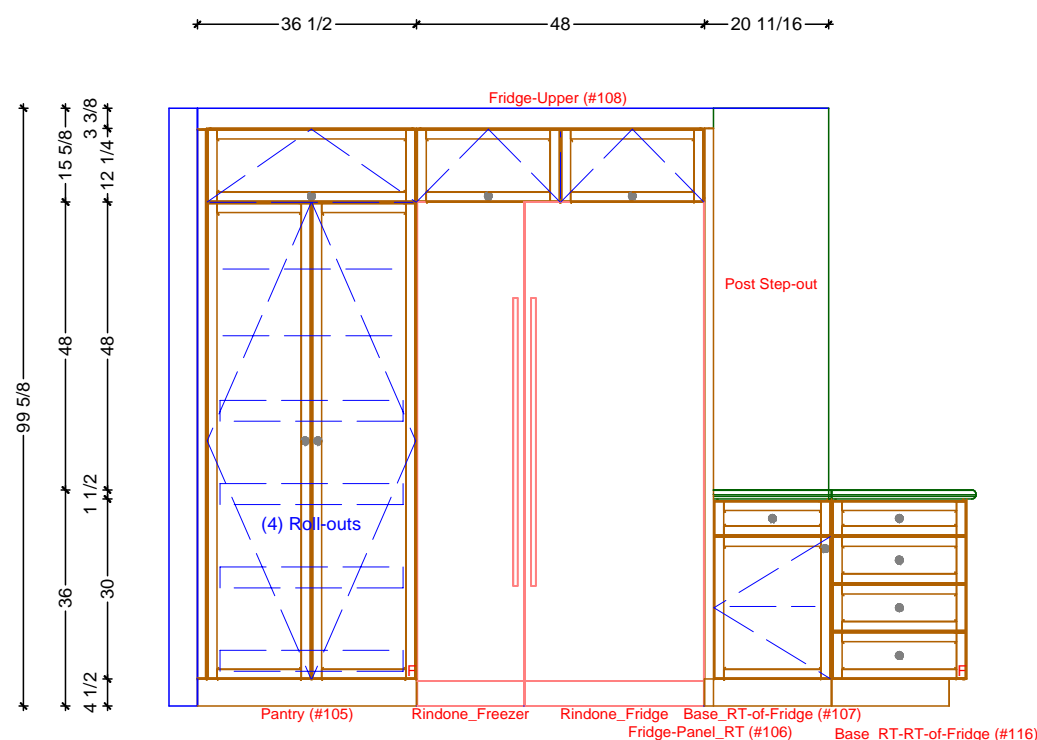 36 1/2
48
20 11/16
Fridge-Upper (#108)
3 3/8
15 5/8
12 1/4
Post Step-out
48
48
99 5/8
1 1/2
(4) Roll-outs
36
30
4 1/2
F
F
Pantry (#105)
Rindone_Freezer
Rindone_Fridge
Base_RT-of-Fridge (#107)
Fridge-Panel_RT (#106)
Base_RT-RT-of-Fridge (#116)